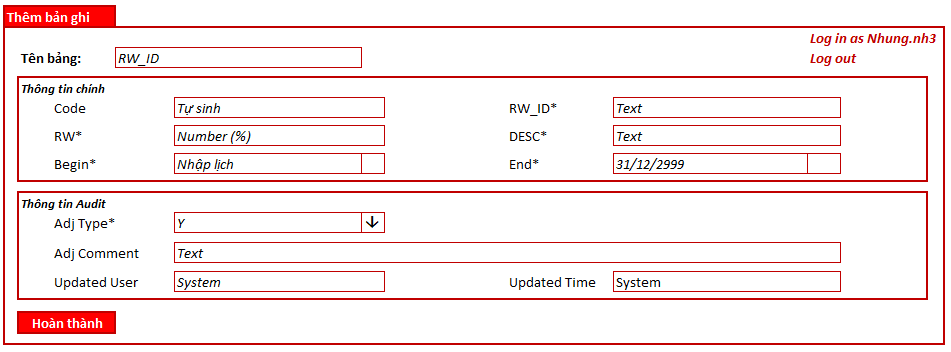 Thêm bản ghi
Log in as Nhung.nh3
Tên bảng: RW_ID Log out
Thông tin chính
Code Tự sinh RW_ID* Text
RW* Number (%) DESC* Text
Begin* Nhập lịch End* 31/12/2999
Thông tin Audit
Adj Type* Y ↓
Adj Comment Text
Updated User System Updated Time System
Hoàn thành